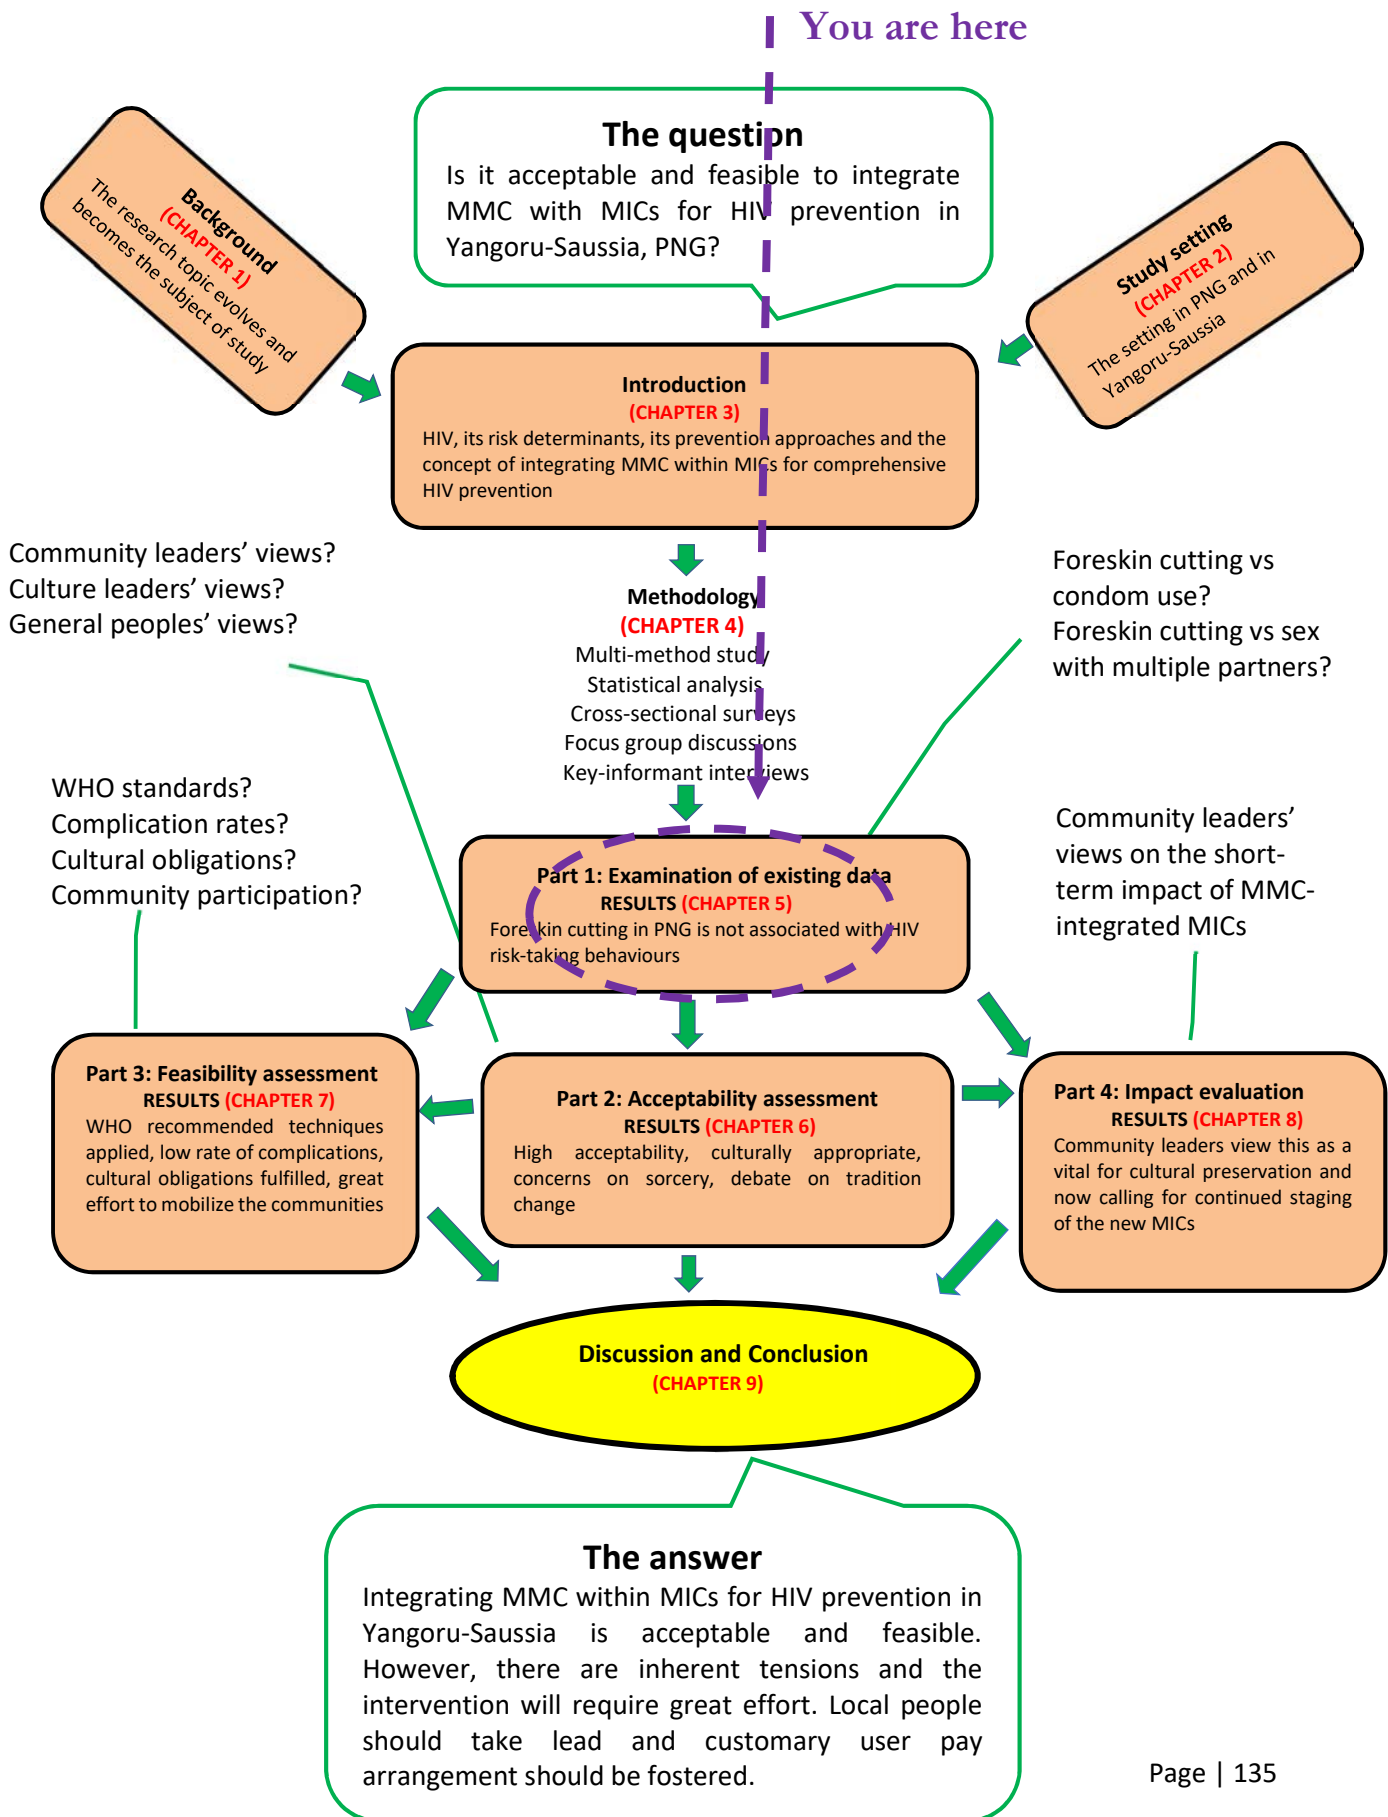 You are here
The question
Is it acceptable and feasible to integrate
MMC with MICs for HIV prevention in
Yangoru-Saussia, PNG?
Background
(CHAPTER 1)
The research topic evolves and
becomes the subject of study
Study setting
(CHAPTER 2)
The setting in PNG and in
Yangoru-Saussia
Introduction
(CHAPTER 3)
HIV, its risk determinants, its prevention approaches and the
concept of integrating MMC within MICs for comprehensive
HIV prevention
Community leaders’ views?
Culture leaders’ views?
General peoples’ views?
Foreskin cutting vs
condom use?
Foreskin cutting vs sex
with multiple partners?
Methodology
(CHAPTER 4)
Multi-method study
Statistical analysis
Cross-sectional surveys
Focus group discussions
Key-informant interviews
WHO standards?
Complication rates?
Cultural obligations?
Community participation?
Community leaders’
views on the short-
term impact of MMC-
integrated MICs
Part 1: Examination of existing data
RESULTS (CHAPTER 5)
Foreskin cutting in PNG is not associated with HIV
risk-taking behaviours
Part 3: Feasibility assessment
RESULTS (CHAPTER 7)
WHO recommended techniques
applied, low rate of complications,
cultural obligations fulfilled, great
effort to mobilize the communities
Part 2: Acceptability assessment
RESULTS (CHAPTER 6)
High acceptability, culturally appropriate,
concerns on sorcery, debate on tradition
change
Part 4: Impact evaluation
RESULTS (CHAPTER 8)
Community leaders view this as a
vital for cultural preservation and
now calling for continued staging
of the new MICs
Discussion and Conclusion
(CHAPTER 9)
The answer
Integrating MMC within MICs for HIV prevention in
Yangoru-Saussia is acceptable and feasible.
However, there are inherent tensions and the
intervention will require great effort. Local people
should take lead and customary user pay
arrangement should be fostered.
Page | 135